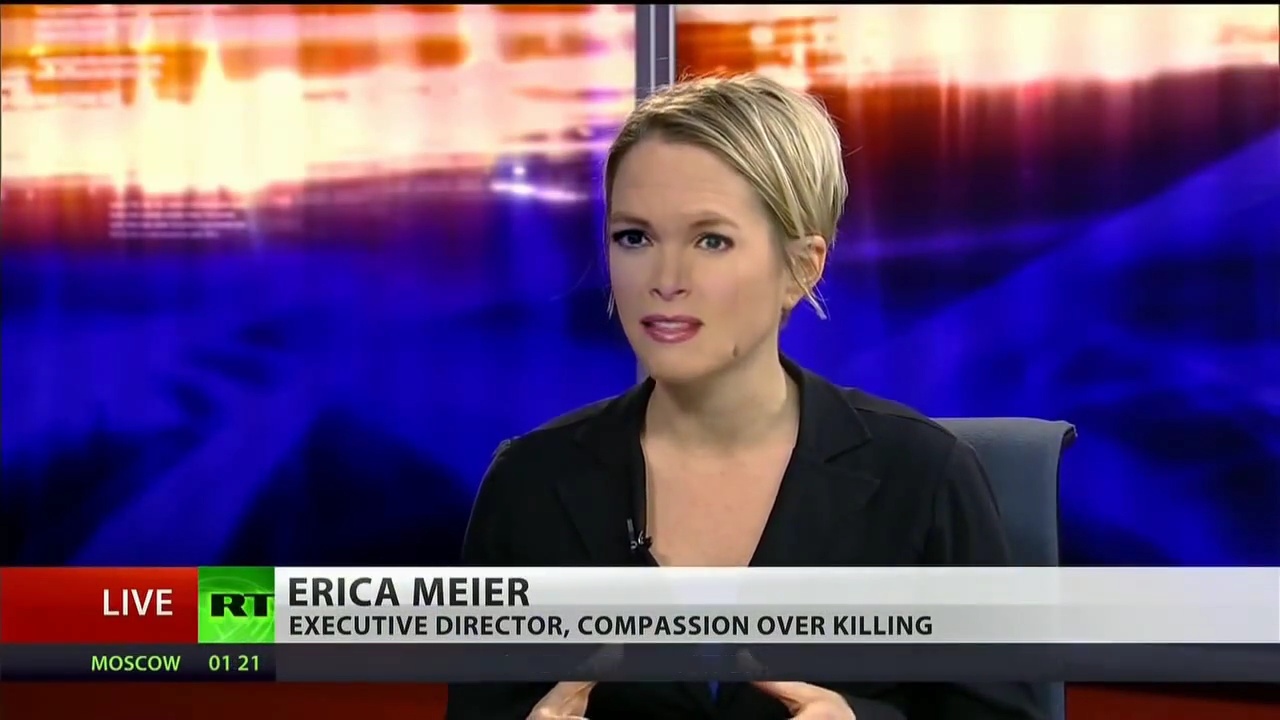 LIVE
RT
ERICA MEIER
EXECUTIVE DIRECTOR, COMPASSION OVER KILLING
MOSCOW 01 21